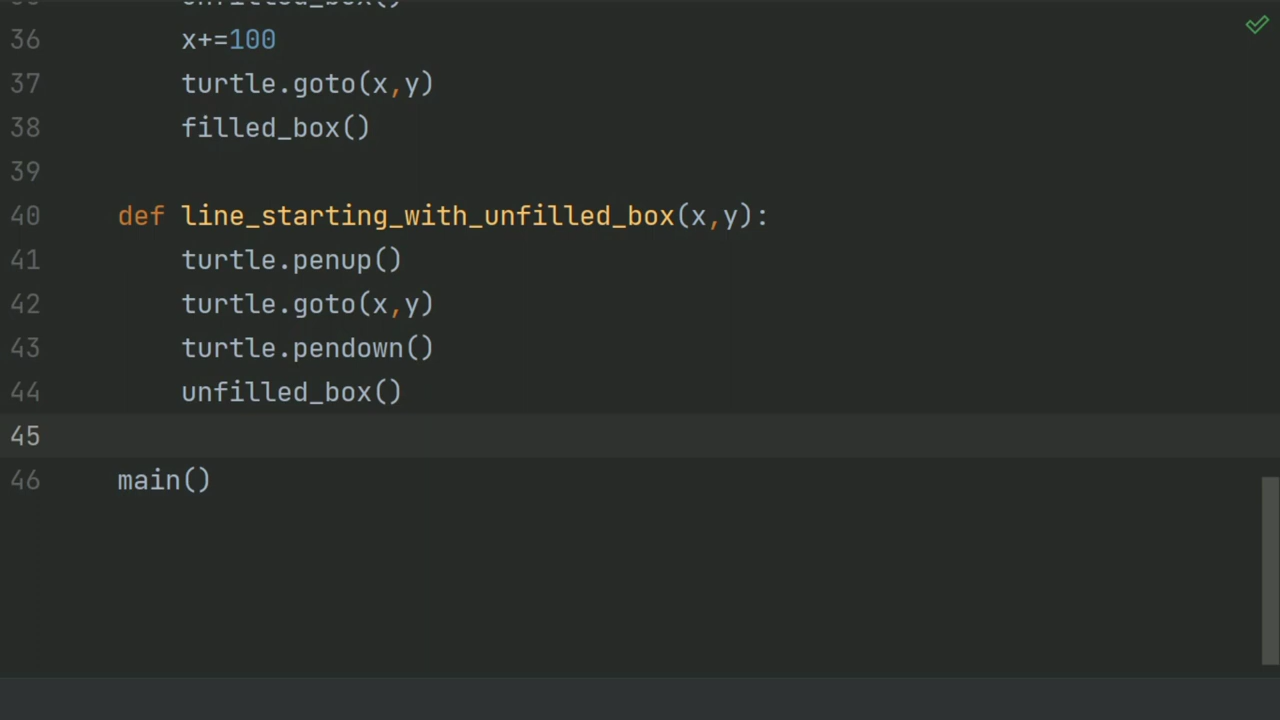 36 x+=100
37 turtle.goto(x,y)
38 filled_box()
39
40 def line_starting_with_unfilled_box(x,y):
41 turtle.penup()
42 turtle.goto(x,y)
43 turtle.pendown()
44 unfilled_box()
45
46 main()